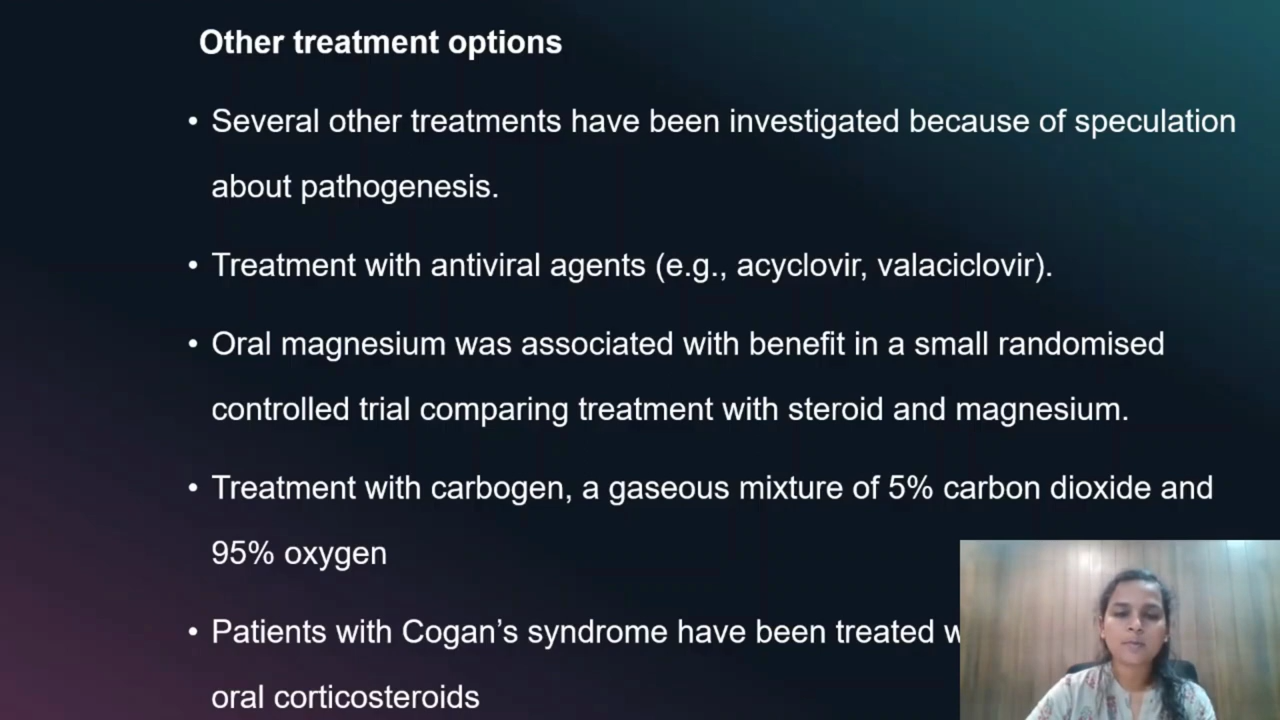 Other treatment options
• Several other treatments have been investigated because of speculation
about pathogenesis.
• Treatment with antiviral agents (e.g., acyclovir, valaciclovir).
• Oral magnesium was associated with benefit in a small randomised
controlled trial comparing treatment with steroid and magnesium.
• Treatment with carbogen, a gaseous mixture of 5% carbon dioxide and
95% oxygen
• Patients with Cogan’s syndrome have been treated
oral corticosteroids